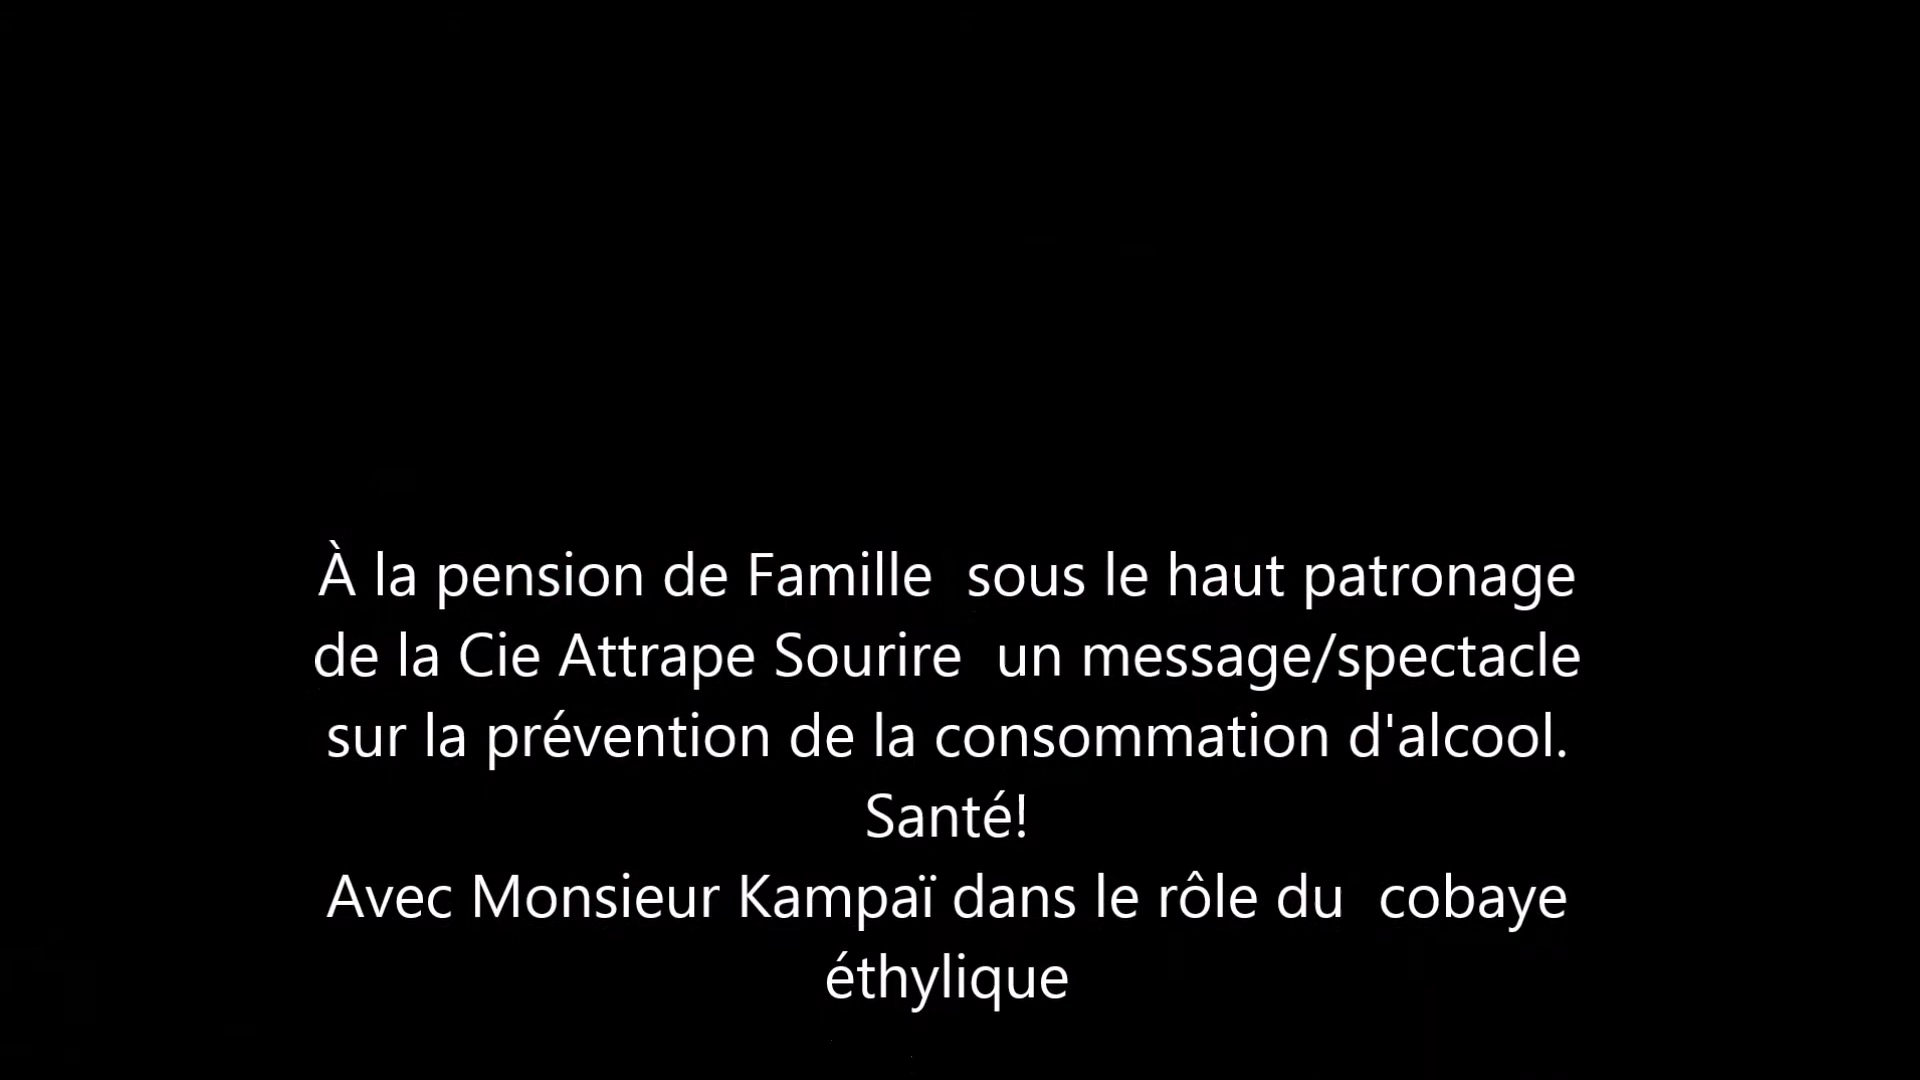 À la pension de Famille  sous le haut patronage
de la Cie Attrape Sourire  un message/spectacle
sur la prévention de la consommation d'alcool.
Santé!
Avec Monsieur Kampaï dans le rôle du  cobaye
éthylique